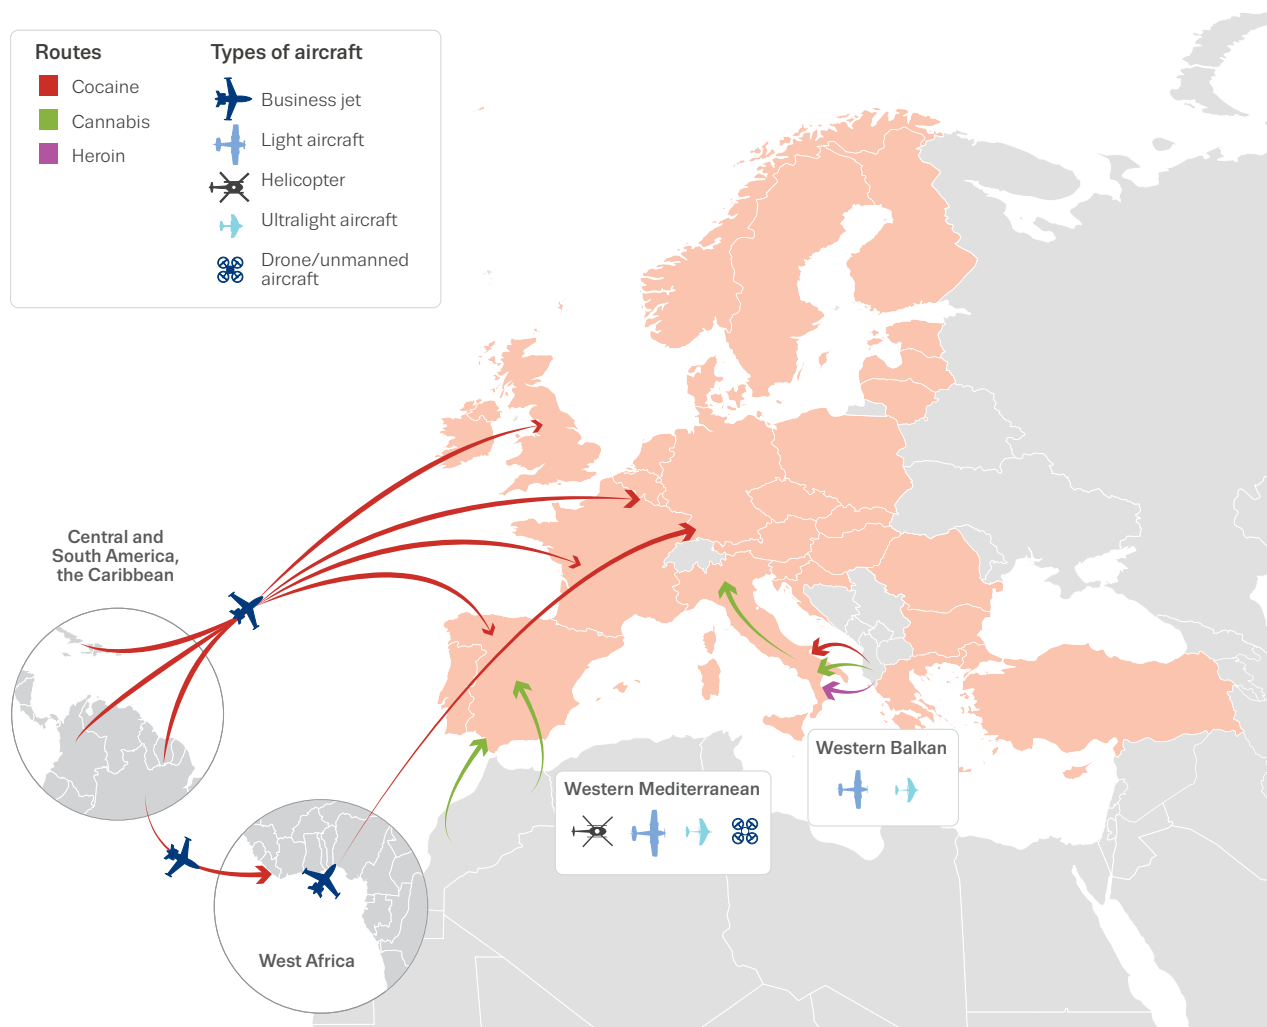 Routes
Cocaine
Cannabis
Heroin
Types of aircraft
Business jet
Light aircraft
Helicopter
Ultralight aircraft
Drone/unmanned
aircraft
Central and
South America,
the Caribbean
West Africa
Western Mediterranean
Western Balkan